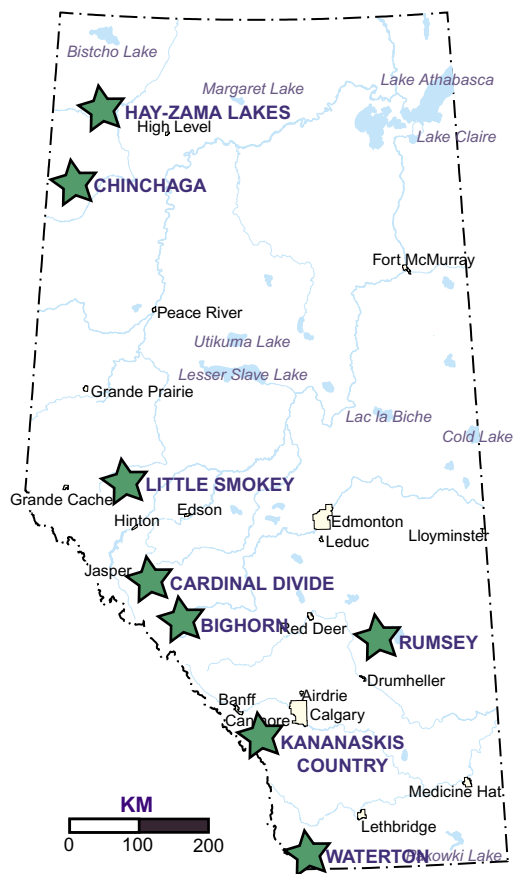 Bistcho Lake
Lake Athabasca
Margaret Lake
HAY-ZAMA LAKES
High Level
Lake Claire
CHINCHAGA
Fort McMurray
Peace River
Utikuma Lake
Lesser Slave Lake
Grande Prairie
Lac la Biche
Cold Lake
LITTLE SMOKEY
Grande Cache
Edson
Hinton
Edmonton
Lloyminster
Leduc
Jasper
CARDINAL DIVIDE
BIGHORN
Red Deer
RUMSEY
Drumheller
Airdrie
Banff
Calgary
Canmore
KANANASKIS
COUNTRY
Medicine Hat
KM
Lethbridge
0 100 200
WATERTON
Pakowki Lake